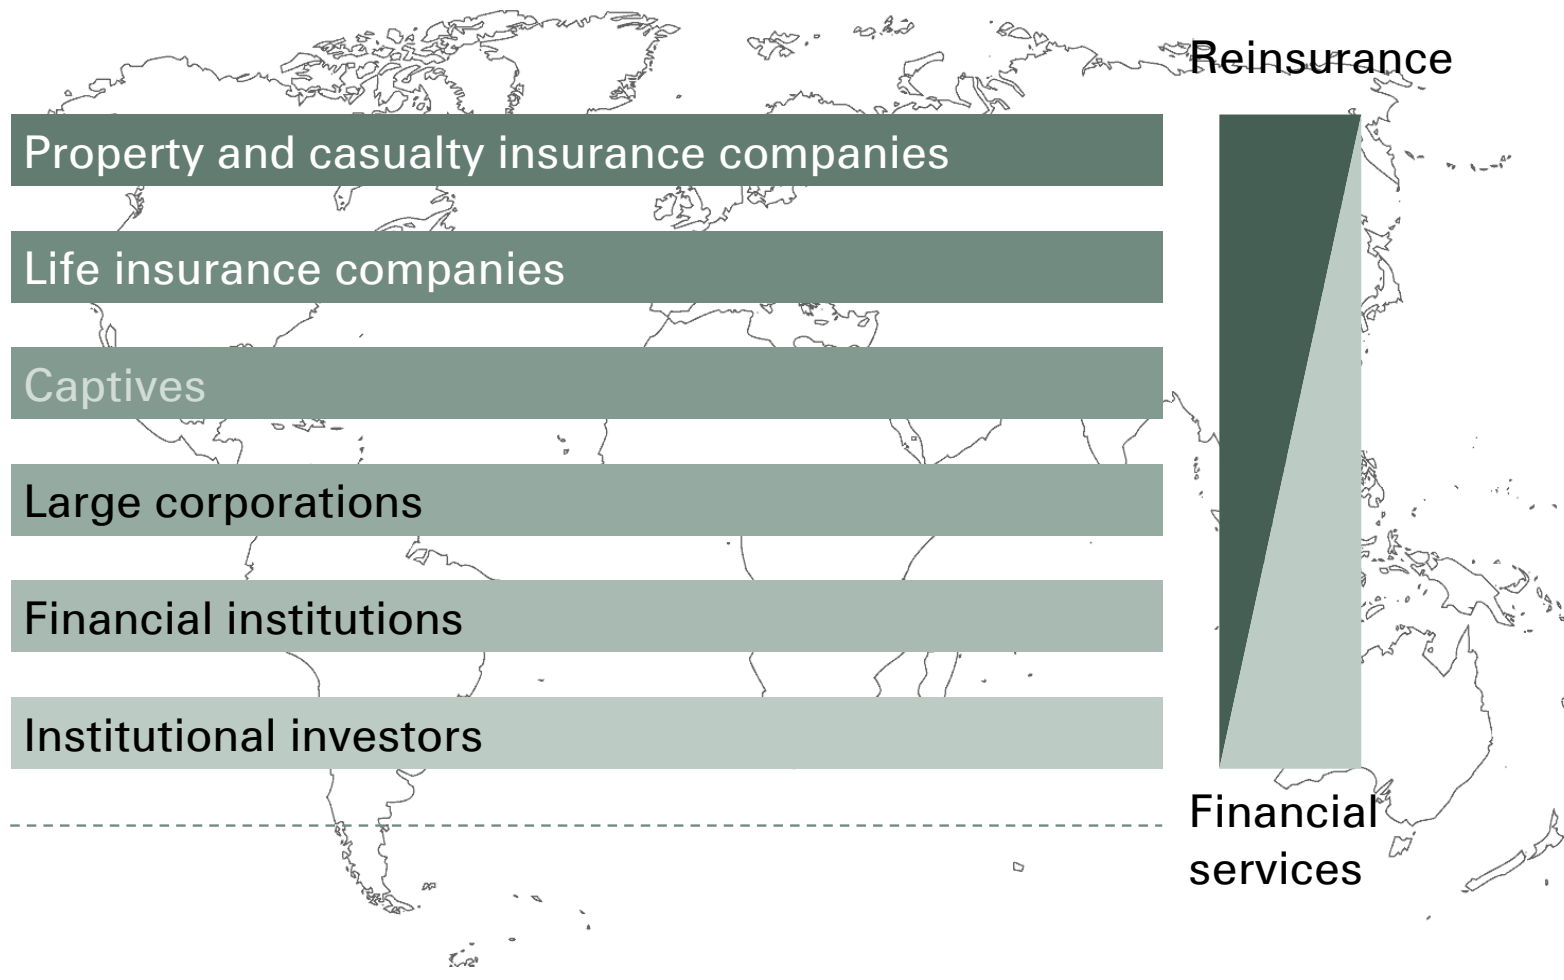 Reinsurance
Property and casualty insurance companies
Life insurance companies
Captives
Large corporations
Financial institutions
Institutional investors
Financial
services